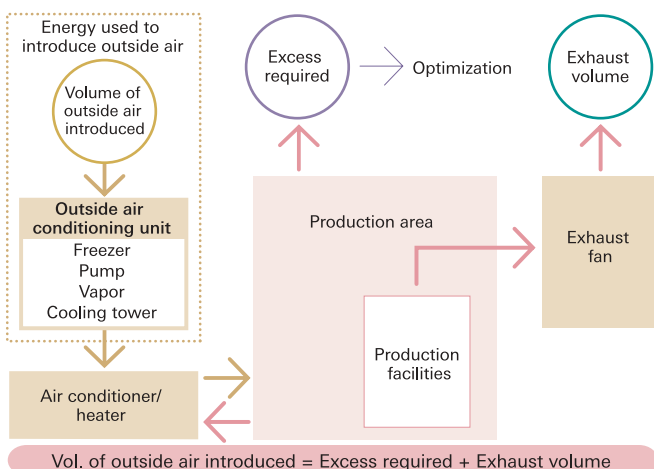 Energy used to
introduce outside air
Volume of
outside air
introduced
Outside air
conditioning unit
Freezer
Pump
Vapor
Cooling tower
Air conditioner/
heater
Excess
required
Optimization
Exhaust
volume
Production area
Production
facilities
Exhaust
fan
Vol. of outside air introduced = Excess required + Exhaust volume